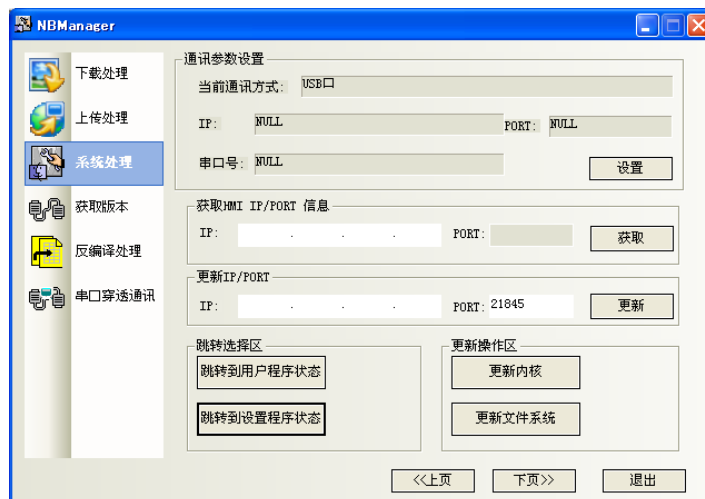 NBManager
下载处理
上传处理
系统处理
获取版本
反编译处理
串口穿透通讯
通讯参数设置
当前通讯方式: USB口
IP: NULL PORT: NULL
串口号: NULL 设置
获取HMI IP/PORT 信息
IP: . . . PORT: 获取
更新IP/PORT
IP: . . . PORT: 21845 更新
跳转选择区 更新操作区
跳转到用户程序状态 更新内核
跳转到设置程序状态 更新文件系统
<<上页 下页>> 退出